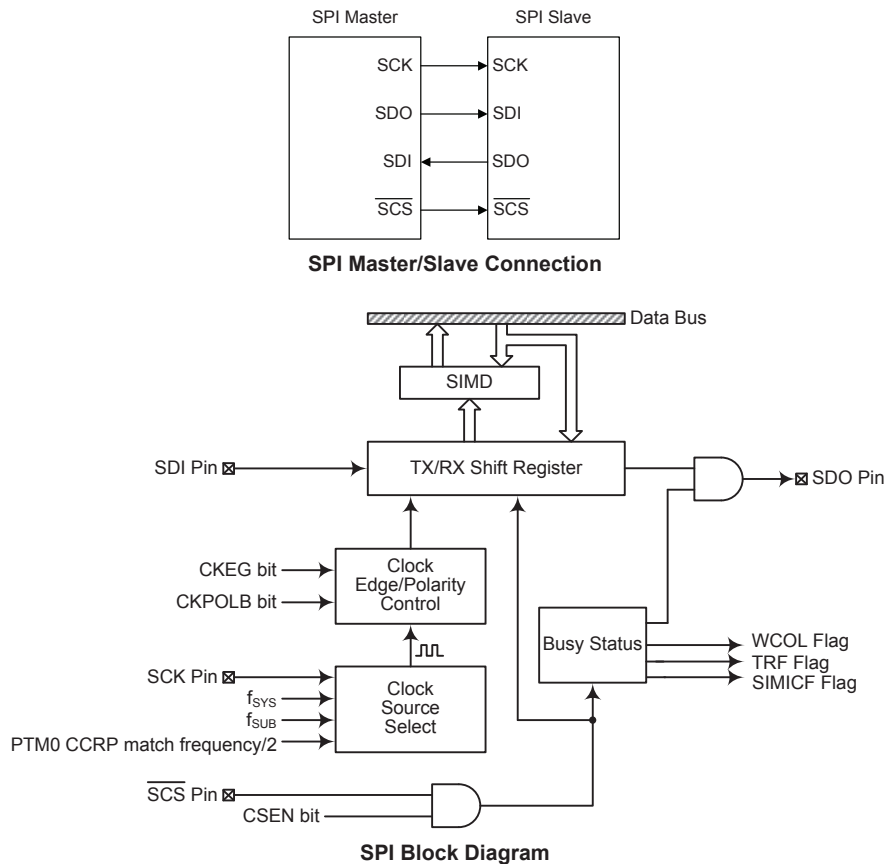 SPI Master
SPI Slave
SCK
SCK
SDO
SDI
SDI
SDO
SCS
SCS
SPI Master/Slave Connection
Data Bus
SIMD
SDI Pin
TX/RX Shift Register
SDO Pin
CKEG bit
CKPOLB bit
Clock
Edge/Polarity
Control
Busy Status
WCOL Flag
TRF Flag
SIMICF Flag
SCK Pin
fSYS
fSUB
PTM0 CCRP match frequency/2
Clock
Source
Select
SCS Pin
CSEN bit
SPI Block Diagram